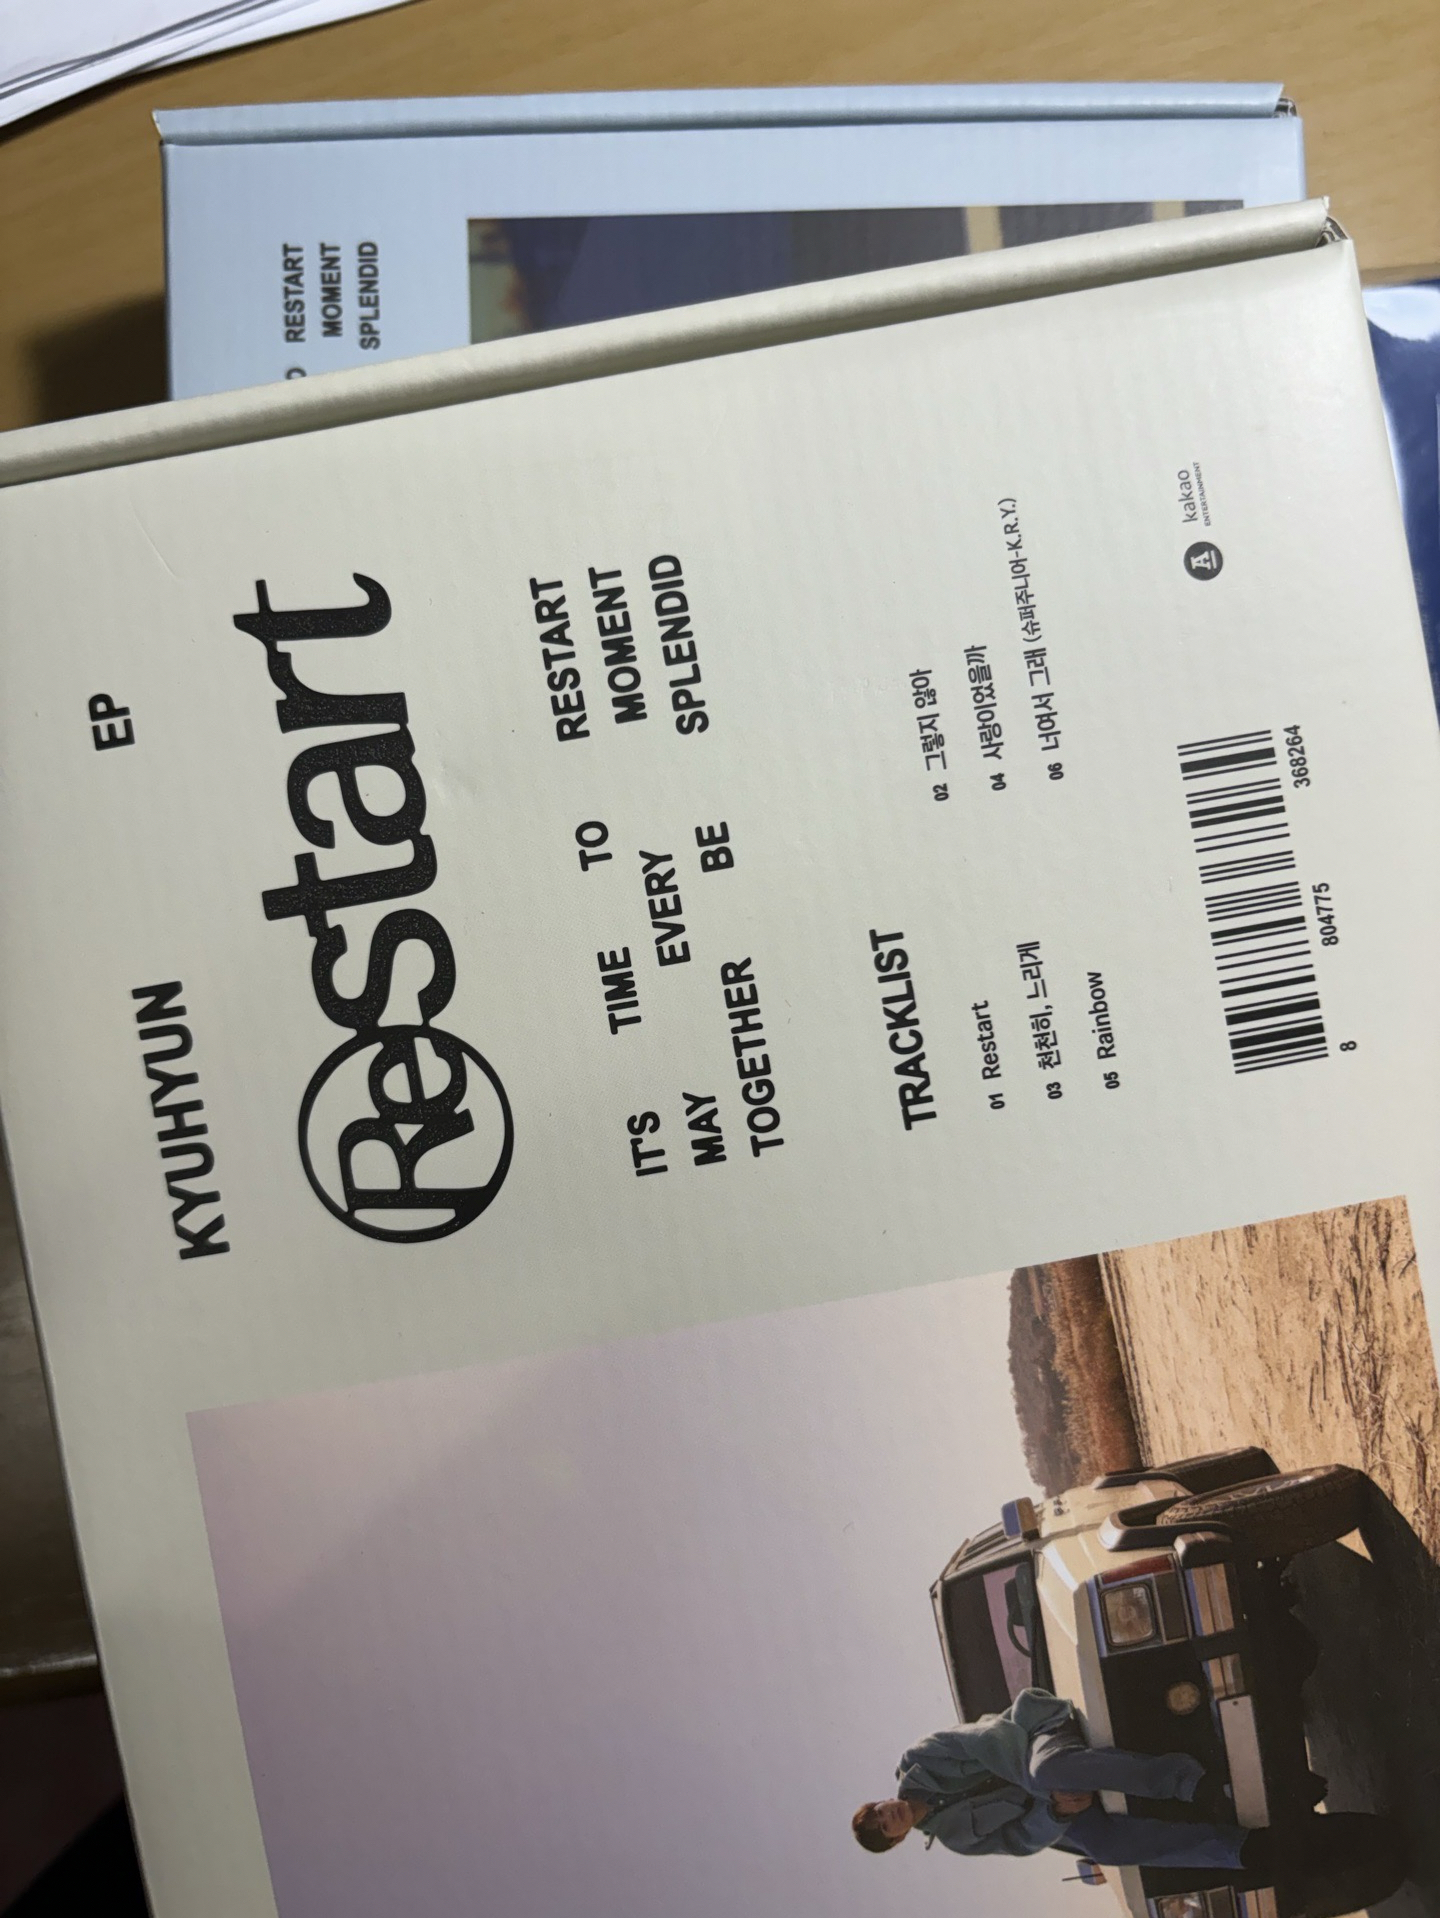 RESTART
MOMENT
SPLENDID
KYUHYUN EP
Restart
IT'S TIME TO RESTART
MAY EVERY MOMENT
TOGETHER BE SPLENDID
TRACKLIST
01 Restart 02 그렇지 않아
03 천천히, 느리게 04 사랑이었을까
05 Rainbow 06 너여서 그래 (슈퍼주니어-K.R.Y.)
8 804775 368264
A kakao
ENTERTAINMENT